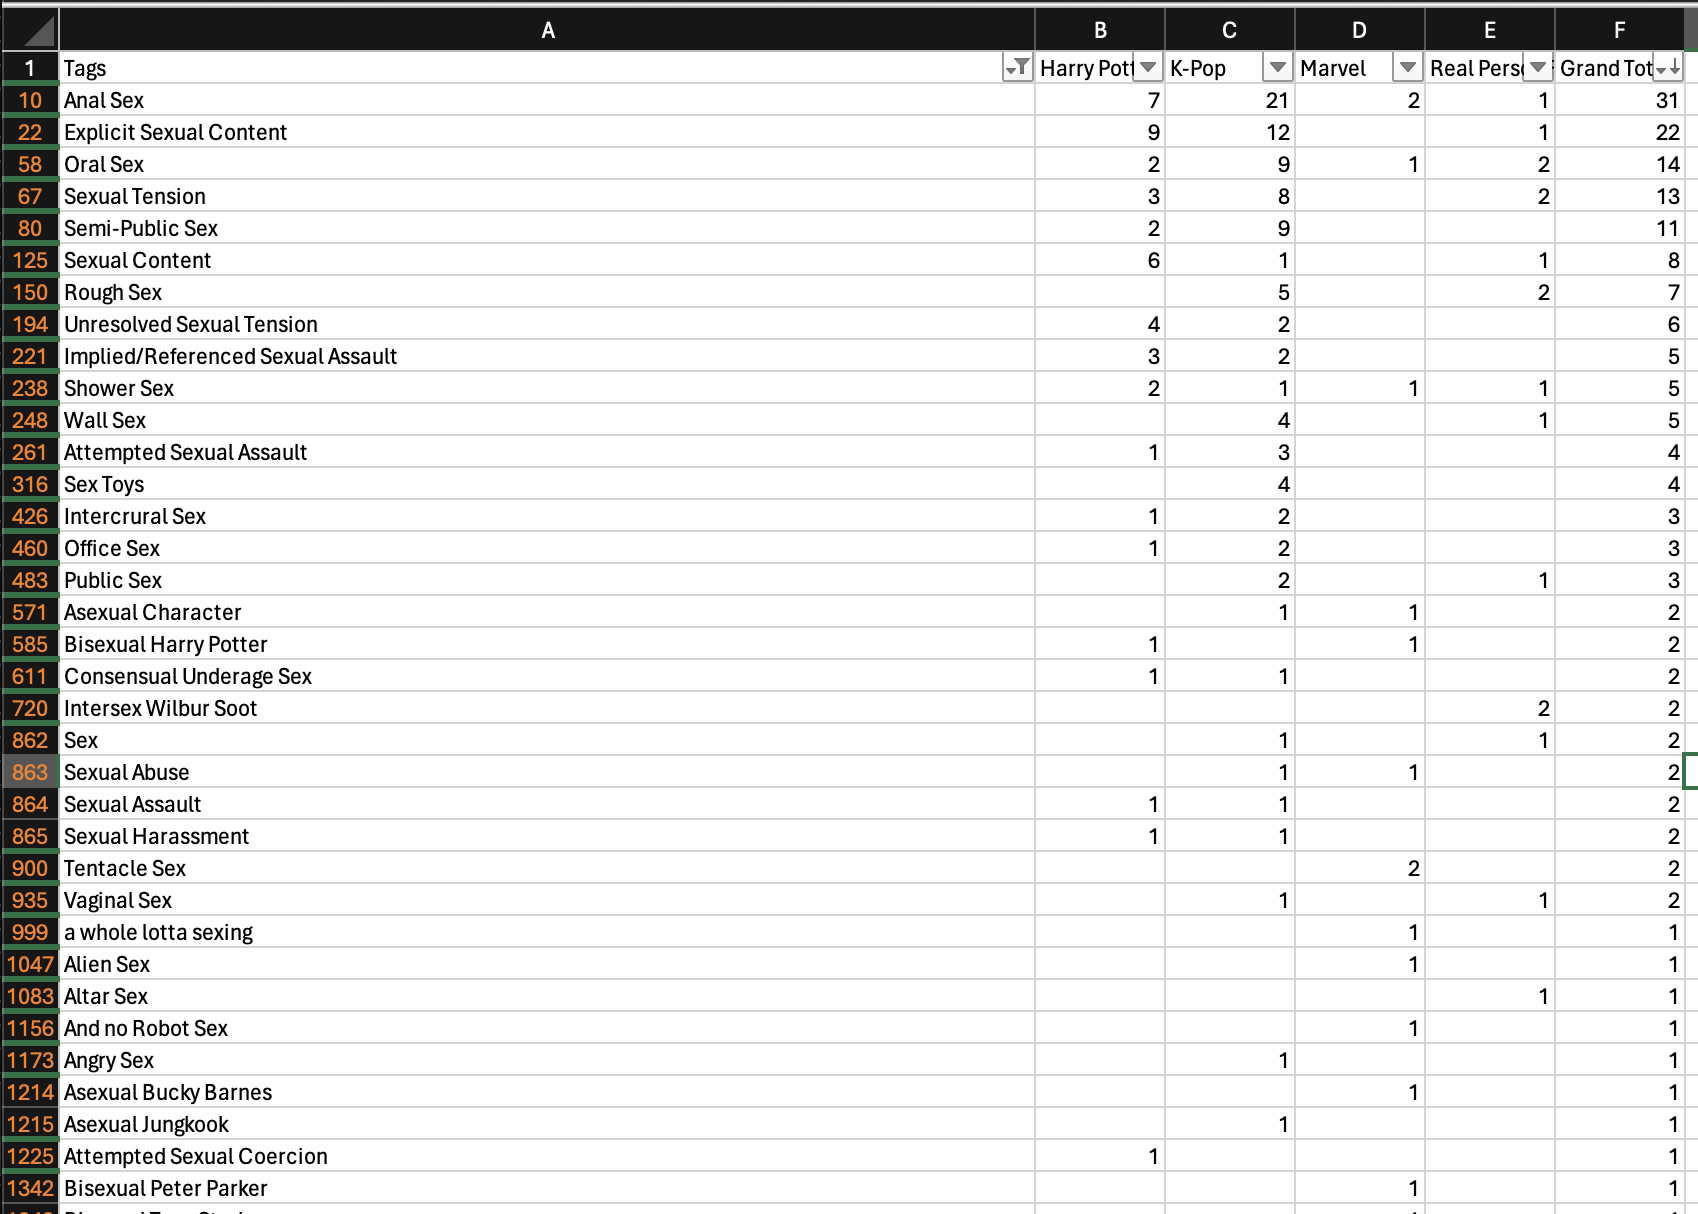 A B C D E F
1 Tags Harry Pott K-Pop Marvel Real Pers Grand Tot
10 Anal Sex 7 21 2 1 31
22 Explicit Sexual Content 9 12 1 22
58 Oral Sex 2 9 1 2 14
67 Sexual Tension 3 8 2 13
80 Semi-Public Sex 2 9 11
125 Sexual Content 6 1 1 8
150 Rough Sex 5 2 7
194 Unresolved Sexual Tension 4 2 6
221 Implied/Referenced Sexual Assault 3 2 5
238 Shower Sex 2 1 1 1 5
248 Wall Sex 4 1 5
261 Attempted Sexual Assault 1 3 4
316 Sex Toys 4 4
426 Intercrural Sex 1 2 3
460 Office Sex 1 2 3
483 Public Sex 2 1 3
571 Asexual Character 1 1 2
585 Bisexual Harry Potter 1 1 2
611 Consensual Underage Sex 1 1 2
720 Intersex Wilbur Soot 2 2
862 Sex 1 1 2
863 Sexual Abuse 1 1 2
864 Sexual Assault 1 1 2
865 Sexual Harassment 1 1 2
900 Tentacle Sex 2 2
935 Vaginal Sex 1 1 2
999 a whole lotta sexing 1 1
1047 Alien Sex 1 1
1083 Altar Sex 1 1
1156 And no Robot Sex 1 1
1173 Angry Sex 1 1
1214 Asexual Bucky Barnes 1 1
1215 Asexual Jungkook 1 1
1225 Attempted Sexual Coercion 1 1
1342 Bisexual Peter Parker 1 1